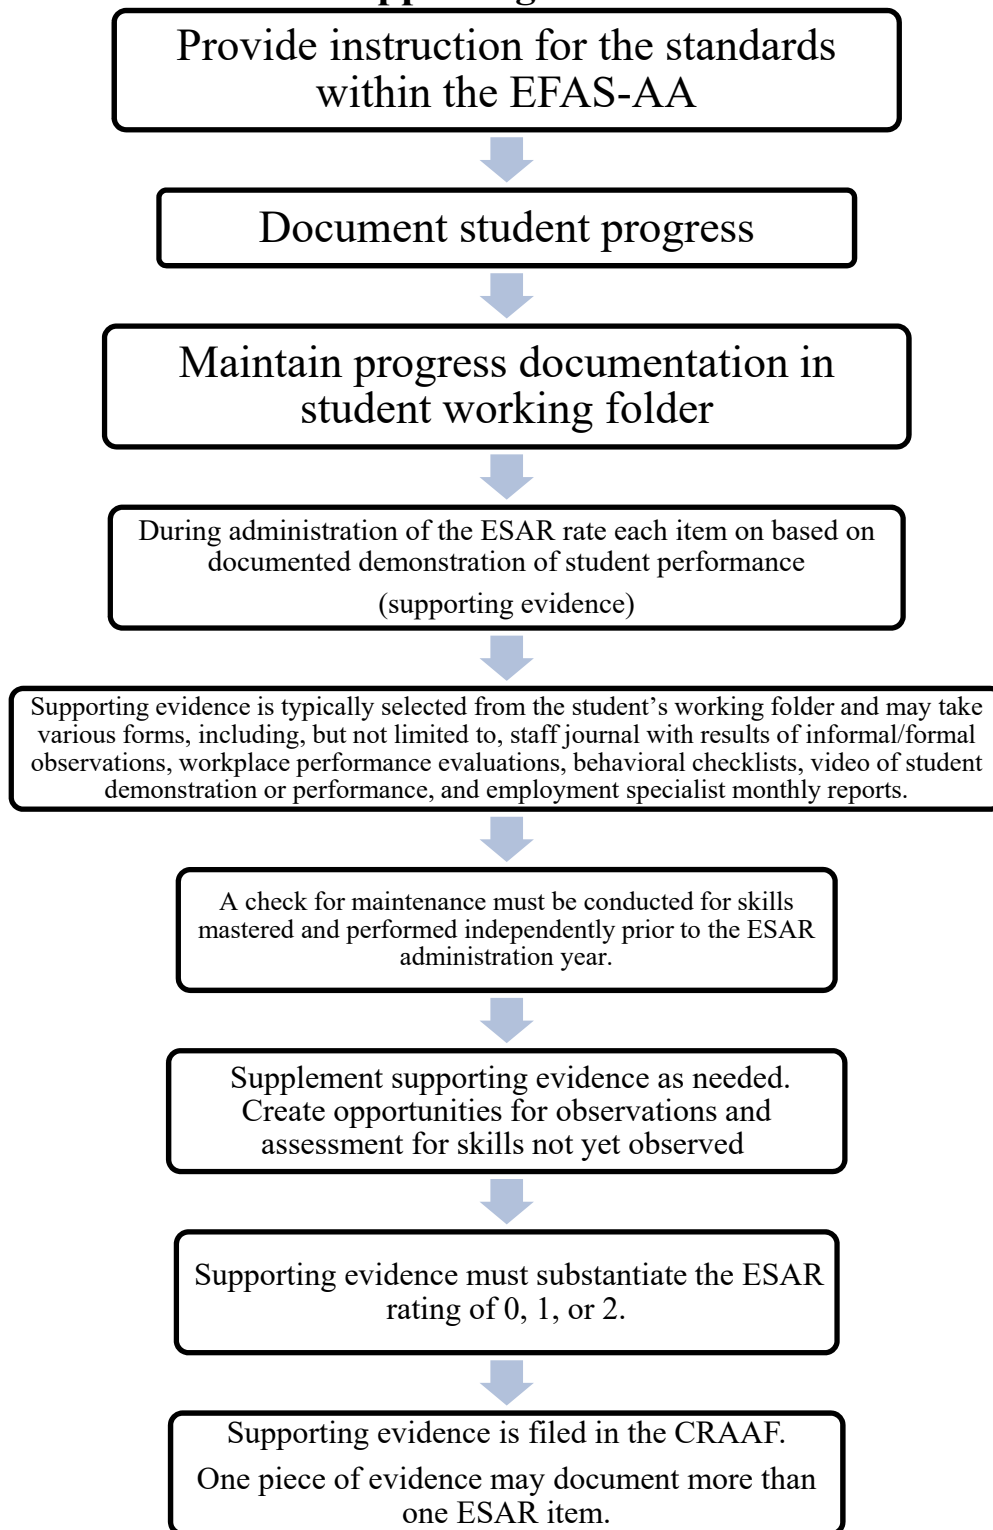 Provide instruction for the standards
within the EFAS-AA
Document student progress
Maintain progress documentation in
student working folder
During administration of the ESAR rate each item on based on
documented demonstration of student performance
(supporting evidence)
Supporting evidence is typically selected from the student’s working folder and may take
various forms, including, but not limited to, staff journal with results of informal/formal
observations, workplace performance evaluations, behavioral checklists, video of student
demonstration or performance, and employment specialist monthly reports.
A check for maintenance must be conducted for skills
mastered and performed independently prior to the ESAR
administration year.
Supplement supporting evidence as needed.
Create opportunities for observations and
assessment for skills not yet observed
Supporting evidence must substantiate the ESAR
rating of 0, 1, or 2.
Supporting evidence is filed in the CRAAF.
One piece of evidence may document more than
one ESAR item.